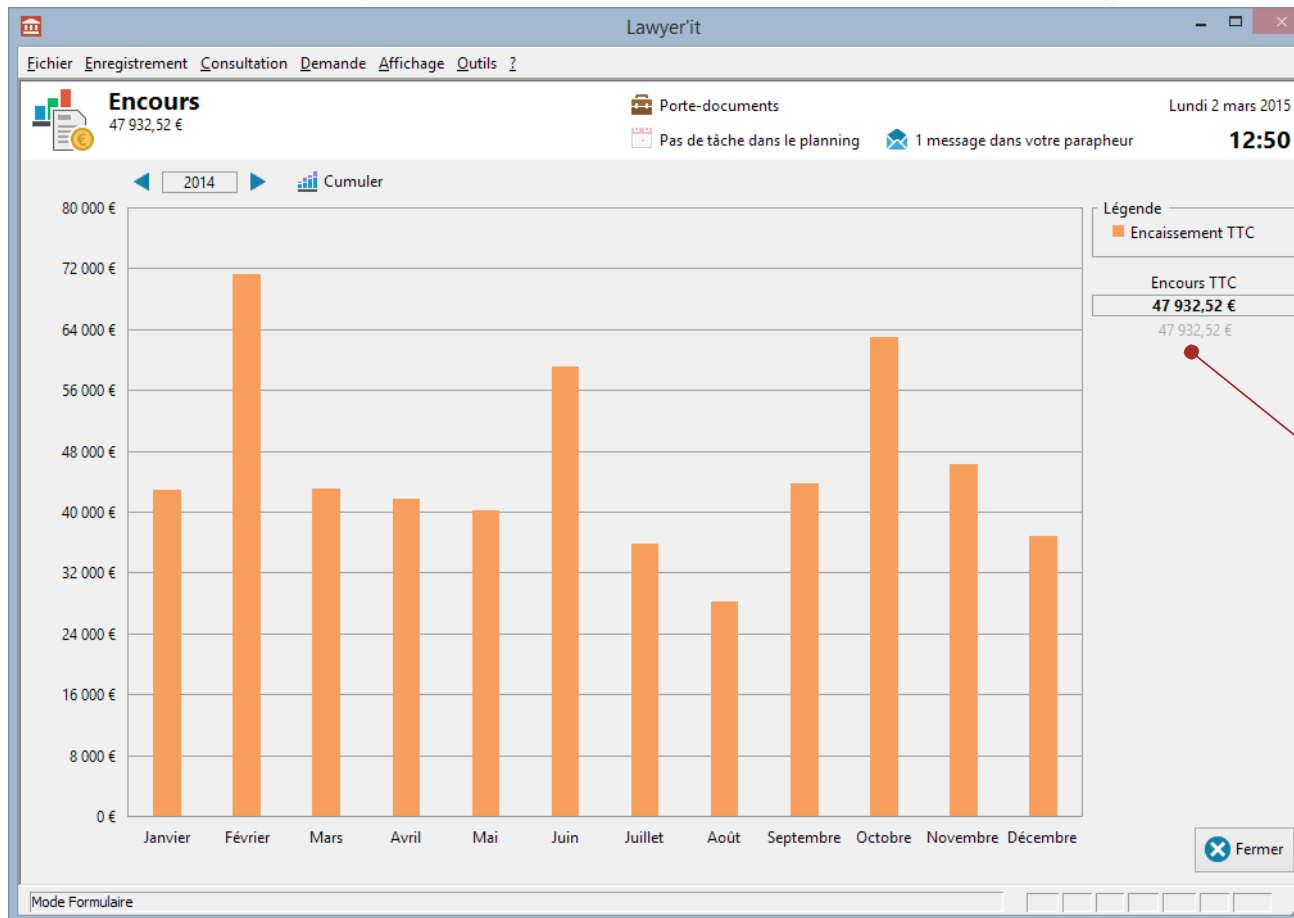 Lawyer'it
Fichier Enregistrement Consultation Demande Affichage Outils ?
Encours
47 932,52 €
Porte-documents
Lundi 2 mars 2015
Pas de tâche dans le planning
1 message dans votre parapheur
12:50
2014
Cumuler
80 000 €
72 000 €
64 000 €
56 000 €
48 000 €
40 000 €
32 000 €
24 000 €
16 000 €
8 000 €
0 €
Janvier Février Mars Avril Mai Juin Juillet Août Septembre Octobre Novembre Décembre
Légende
Encaissement TTC
Encours TTC
47 932,52 €
47 932,52 €
Fermer
Mode Formulaire